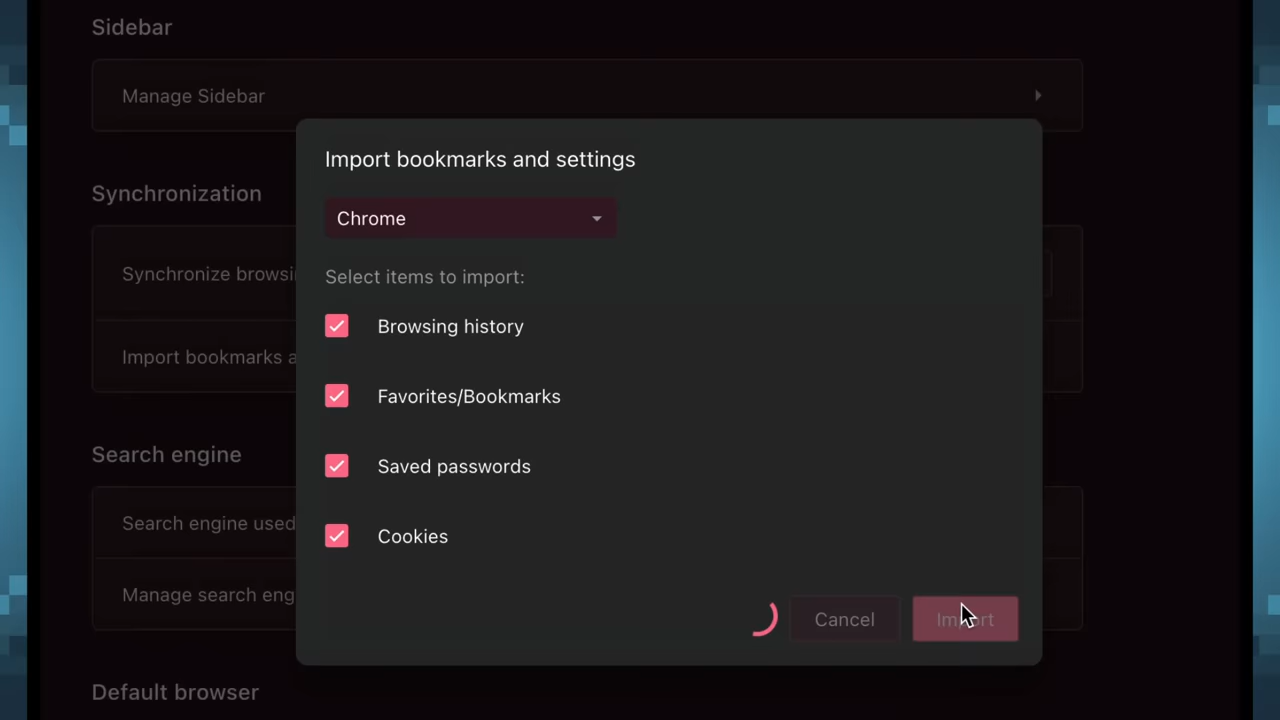 Sidebar
Manage Sidebar
Import bookmarks and settings
Synchronization
Chrome
Synchronize browsi
Select items to import:
Browsing history
Import bookmarks a
Favorites/Bookmarks
Search engine
Saved passwords
Search engine used
Cookies
Manage search eng
Cancel
Import
Default browser